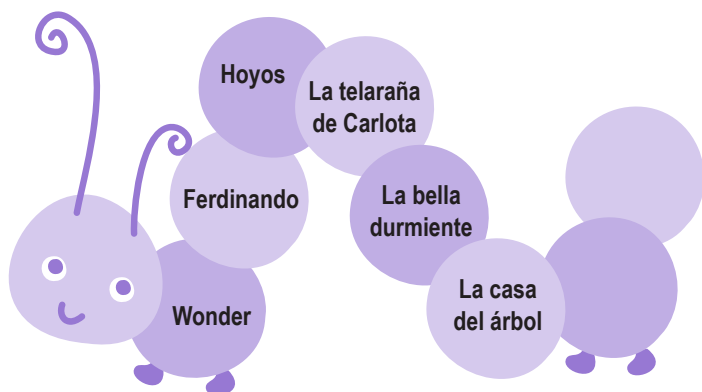 Hoyos
La telaraña
de Carlota
Ferdinando
La bella
durmiente
Wonder
La casa
del árbol